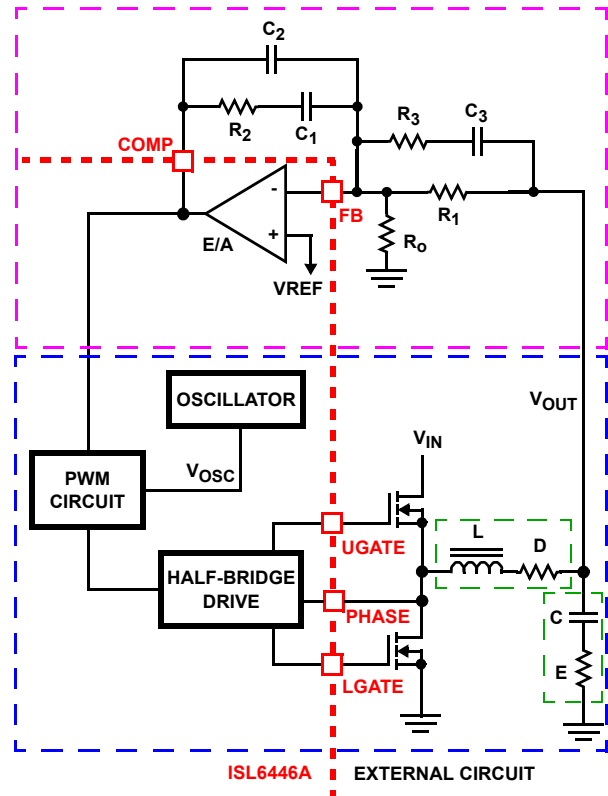 C2
R2
C1
COMP
R3
C3
-
+
E/A
FB
R1
Ro
VREF
OSCILLATOR
VOUT
VOSC
VIN
PWM
CIRCUIT
UGATE
L
D
HALF-BRIDGE
DRIVE
PHASE
C
E
LGATE
ISL6446A
EXTERNAL CIRCUIT